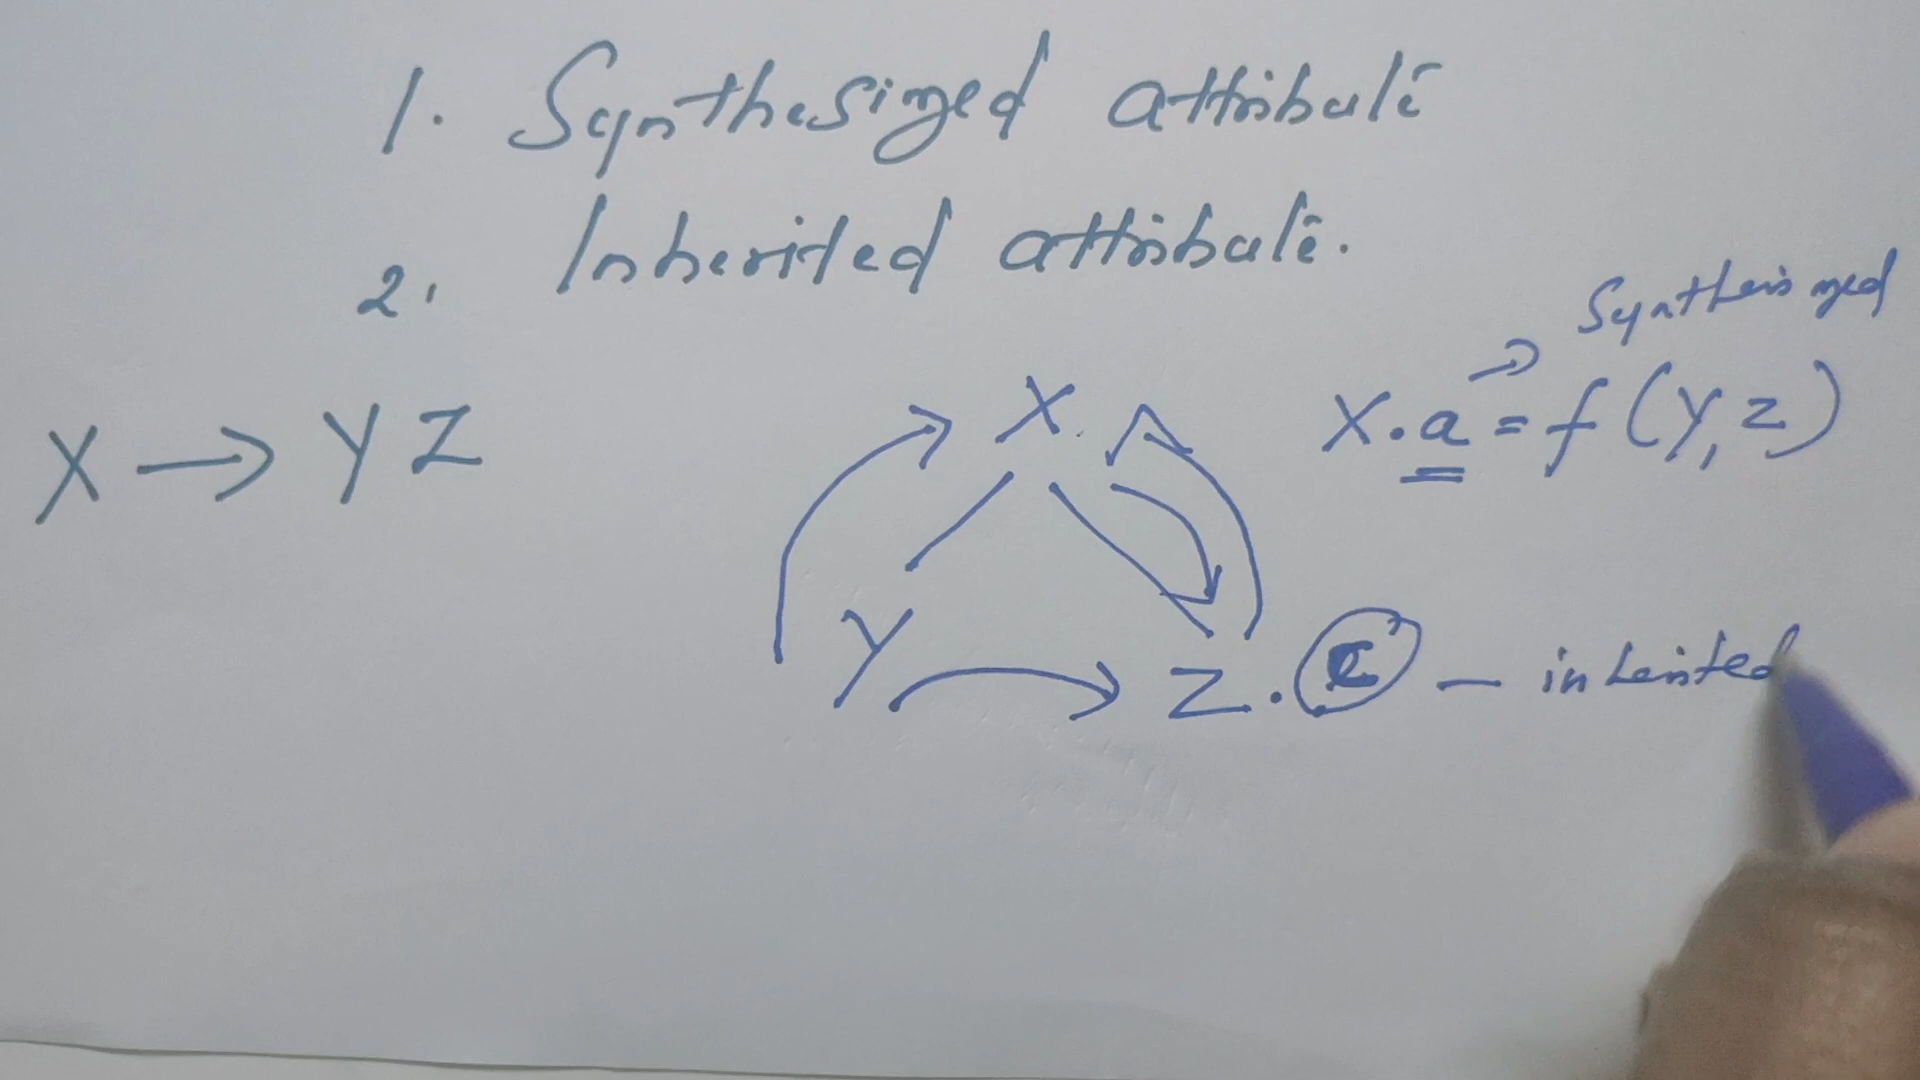 1. Synthesized attribute
2. Inherited attribute.
Synthesized
X → Y Z
X
X.a = f(Y, Z)
Y
Z.c – inherited